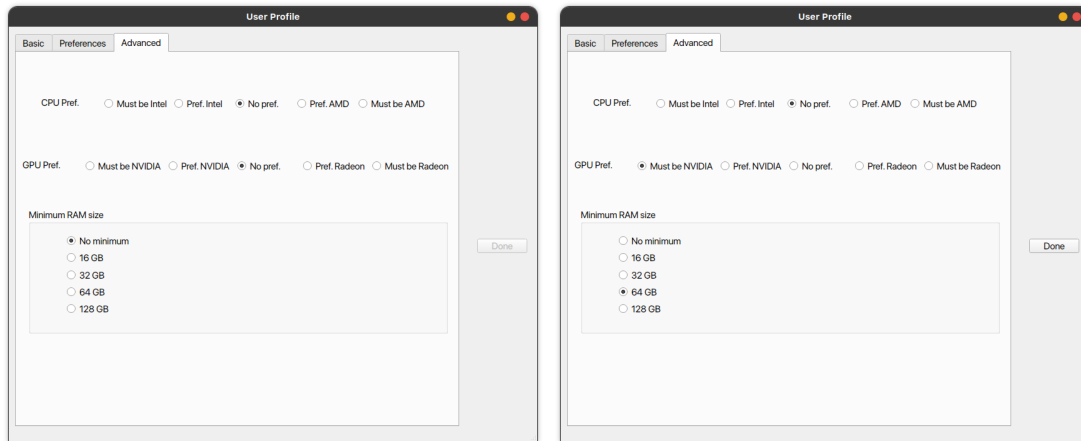 User Profile
Basic Preferences Advanced
CPU Pref. Must be Intel Pref. Intel No pref. Pref. AMD Must be AMD
GPU Pref. Must be NVIDIA Pref. NVIDIA No pref. Pref. Radeon Must be Radeon
Minimum RAM size
No minimum
16 GB
32 GB
64 GB
128 GB
Done
User Profile
Basic Preferences Advanced
CPU Pref. Must be Intel Pref. Intel No pref. Pref. AMD Must be AMD
GPU Pref. Must be NVIDIA Pref. NVIDIA No pref. Pref. Radeon Must be Radeon
Minimum RAM size
No minimum
16 GB
32 GB
64 GB
128 GB
Done